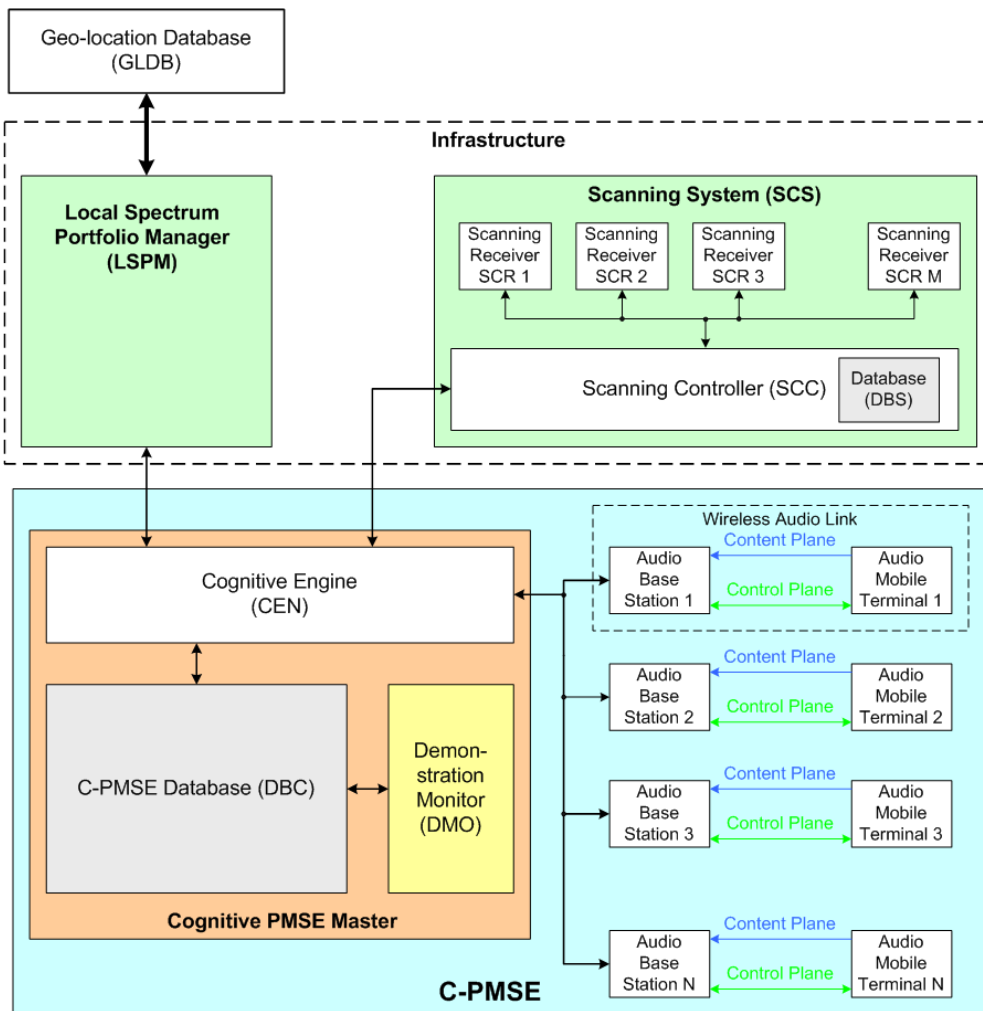 Geo-location Database
(GLDB)
Infrastructure
Local Spectrum
Portfolio Manager
(LSPM)
Scanning System (SCS)
Scanning
Receiver
SCR 1
Scanning
Receiver
SCR 2
Scanning
Receiver
SCR 3
Scanning
Receiver
SCR M
Scanning Controller (SCC)
Database
(DBS)
Cognitive Engine
(CEN)
C-PMSE Database (DBC)
Demon-
stration
Monitor
(DMO)
Cognitive PMSE Master
Wireless Audio Link
Audio
Base
Station 1
Content Plane
Control Plane
Audio
Mobile
Terminal 1
Audio
Base
Station 2
Content Plane
Control Plane
Audio
Mobile
Terminal 2
Audio
Base
Station 3
Content Plane
Control Plane
Audio
Mobile
Terminal 3
Audio
Base
Station N
Content Plane
Control Plane
Audio
Mobile
Terminal N
C-PMSE